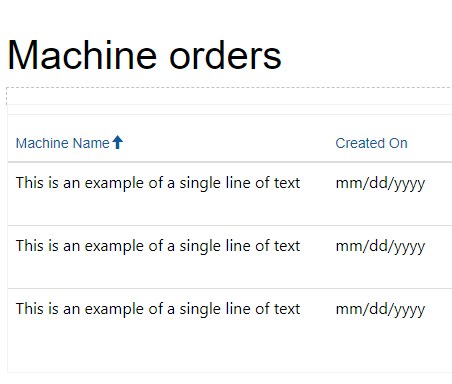 Machine orders
Machine Name Created On
This is an example of a single line of text mm/dd/yyyy
This is an example of a single line of text mm/dd/yyyy
This is an example of a single line of text mm/dd/yyyy